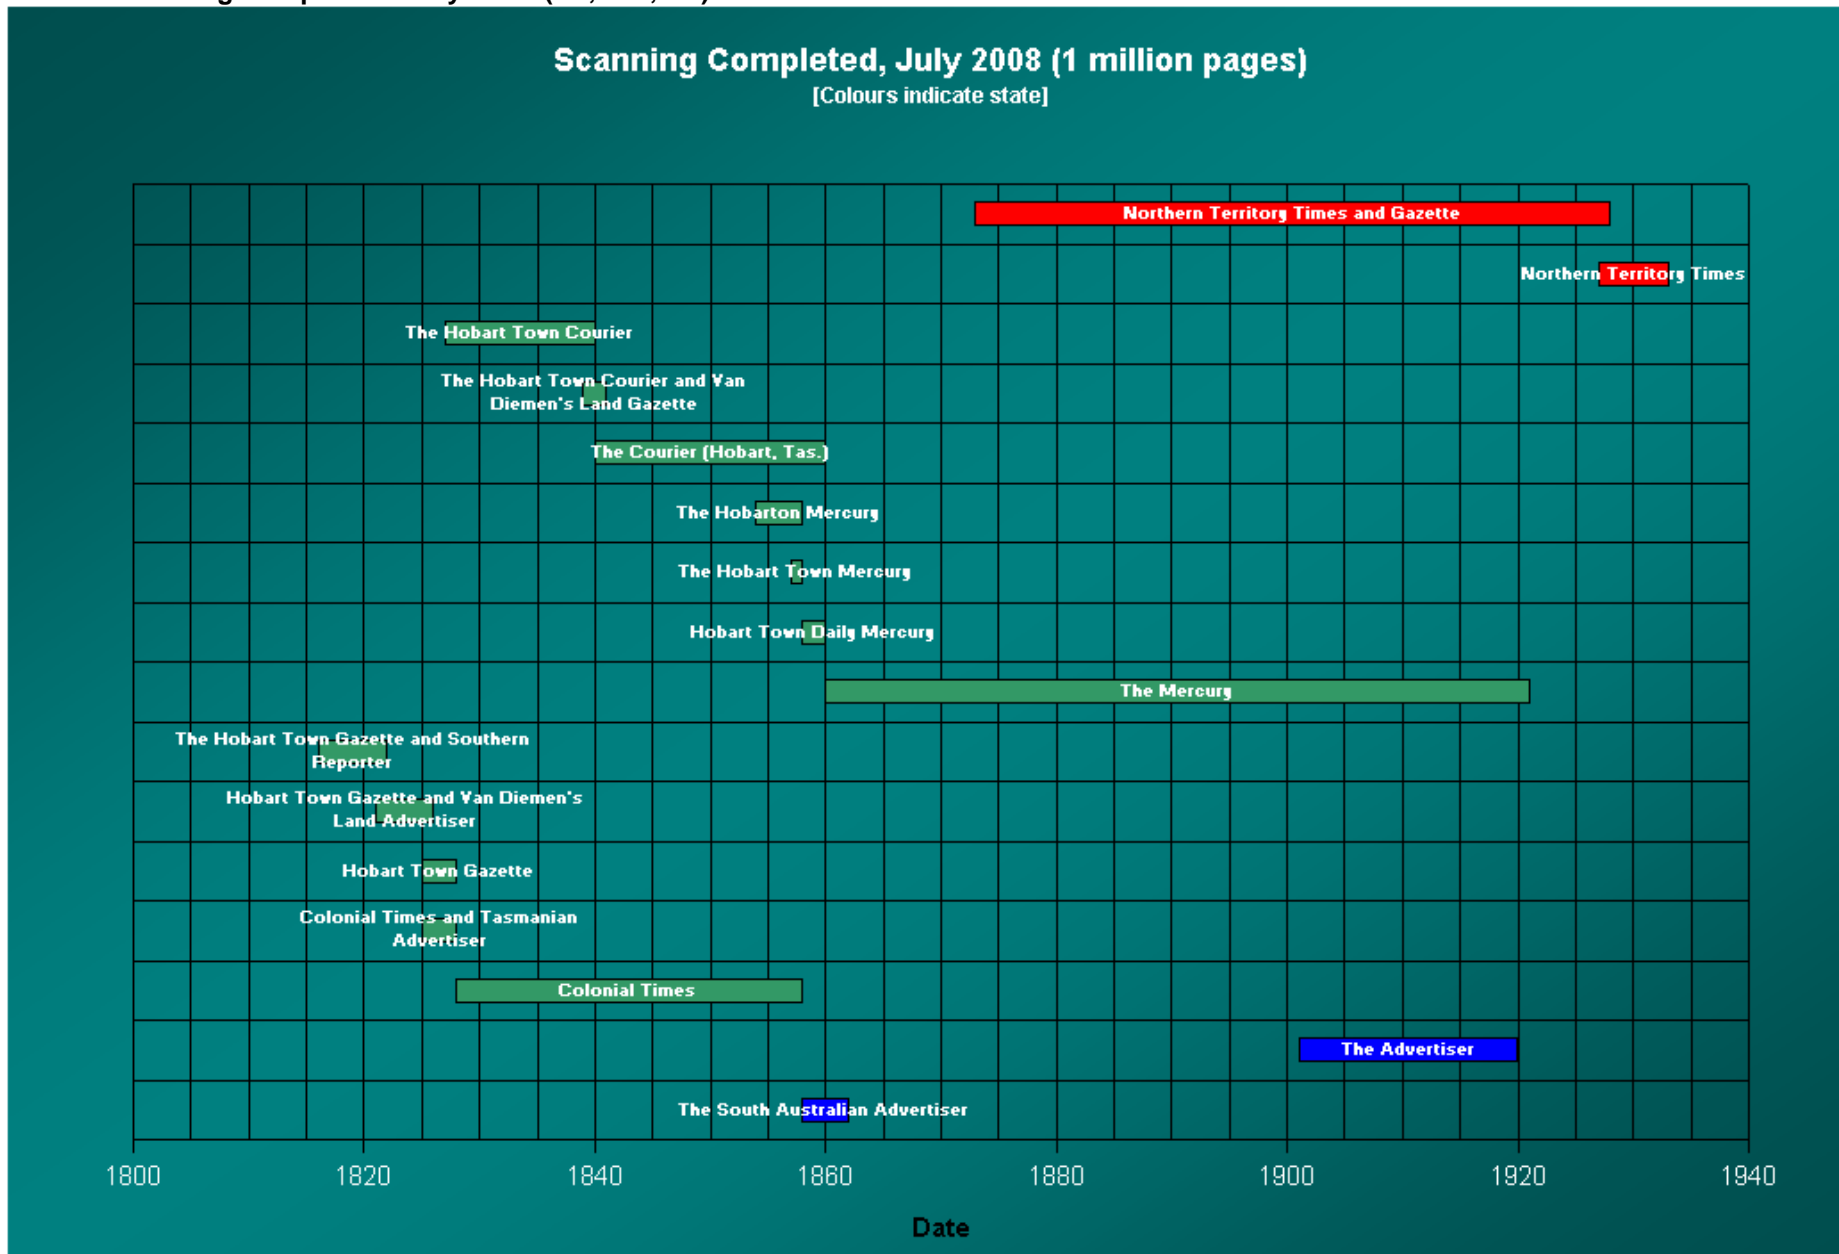 Scanning Completed, July 2008 (1 million pages)
[Colours indicate state]
Northern Territory Times and Gazette
Northern Territory Times
The Hobart Town Courier
The Hobart Town Courier and Van
Diemen's Land Gazette
The Courier (Hobart, Tas.)
The Hobarton Mercury
The Hobart Town Mercury
Hobart Town Daily Mercury
The Mercury
The Hobart Town Gazette and Southern
Reporter
Hobart Town Gazette and Van Diemen's
Land Advertiser
Hobart Town Gazette
Colonial Times and Tasmanian
Advertiser
Colonial Times
The Advertiser
The South Australian Advertiser
1800 1820 1840 1860 1880 1900 1920 1940
Date